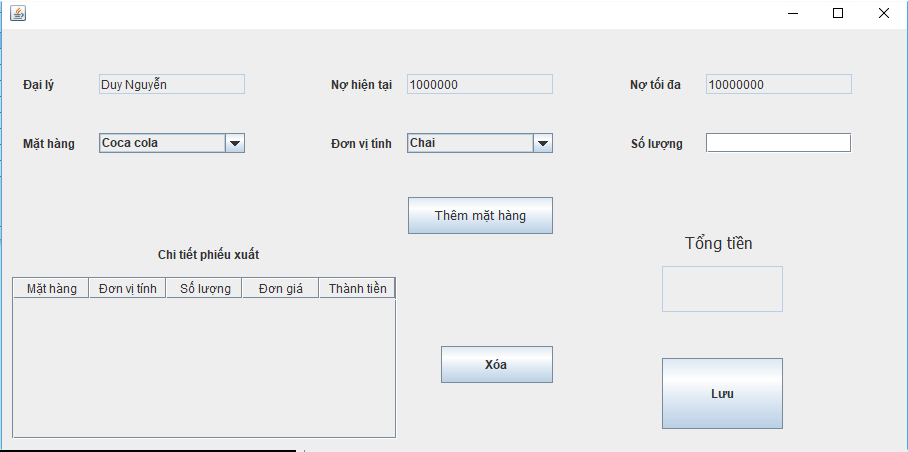 Đại lý Duy Nguyễn Nợ hiện tại 1000000 Nợ tối đa 10000000
Mặt hàng Coca cola Đơn vị tính Chai Số lượng
Thêm mặt hàng
Tổng tiền
Chi tiết phiếu xuất
Mặt hàng Đơn vị tính Số lượng Đơn giá Thành tiền
Xóa
Lưu